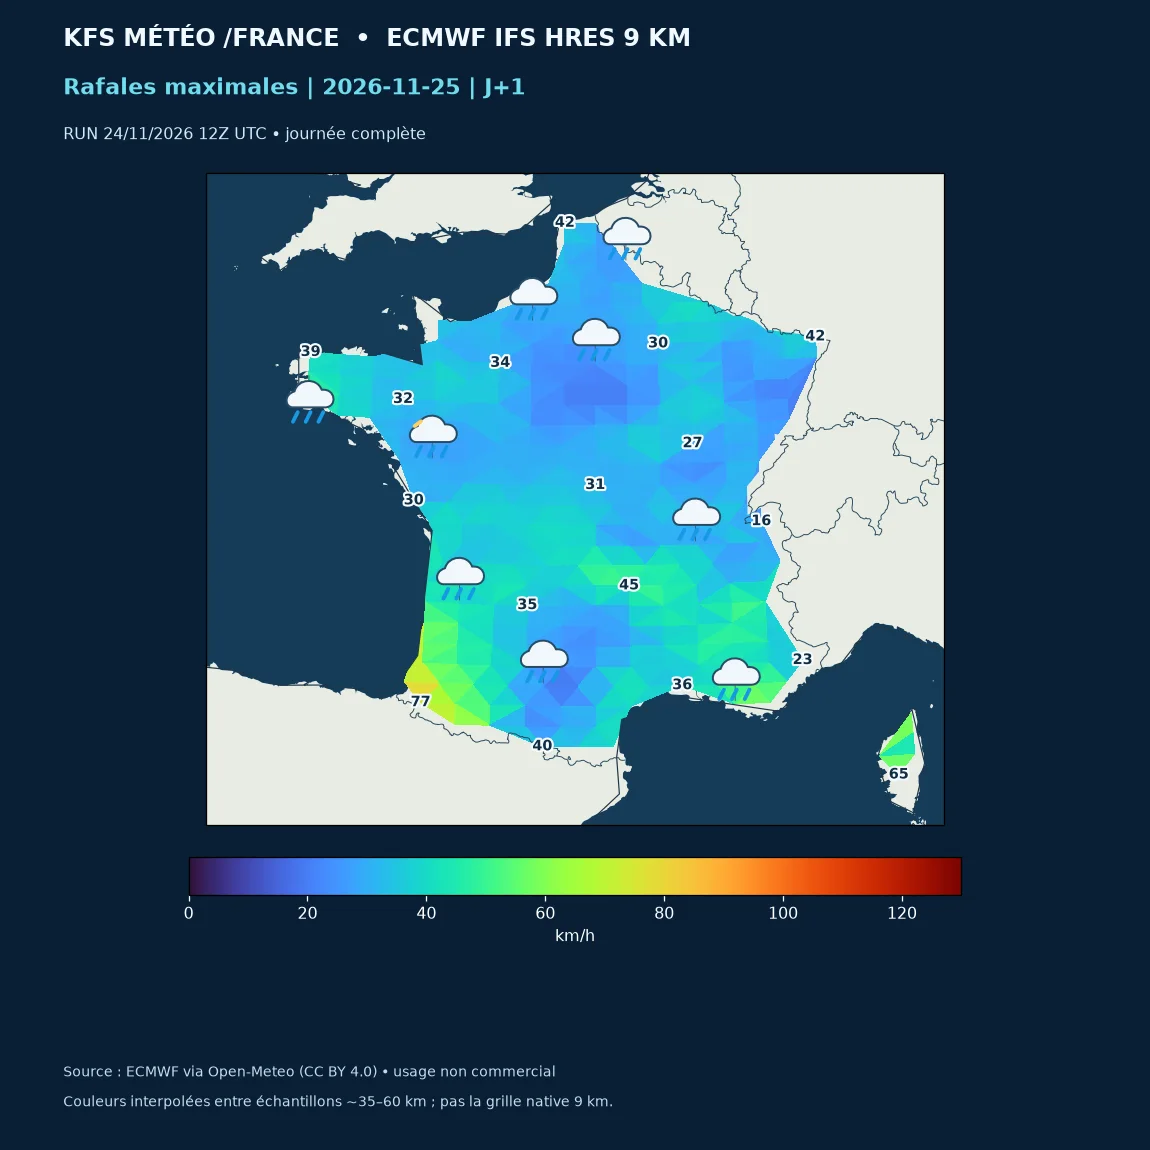 KFS MÉTÉO /FRANCE • ECMWF IFS HRES 9 KM
Rafales maximales | 2026-11-25 | J+1
RUN 24/11/2026 12Z UTC • journée complète
42
42
39
30
34
32
27
31
30
16
45
35
23
36
77
40
65
0 20 40 60 80 100 120
km/h
Source : ECMWF via Open-Meteo (CC BY 4.0) • usage non commercial
Couleurs interpolées entre échantillons ~35–60 km ; pas la grille native 9 km.